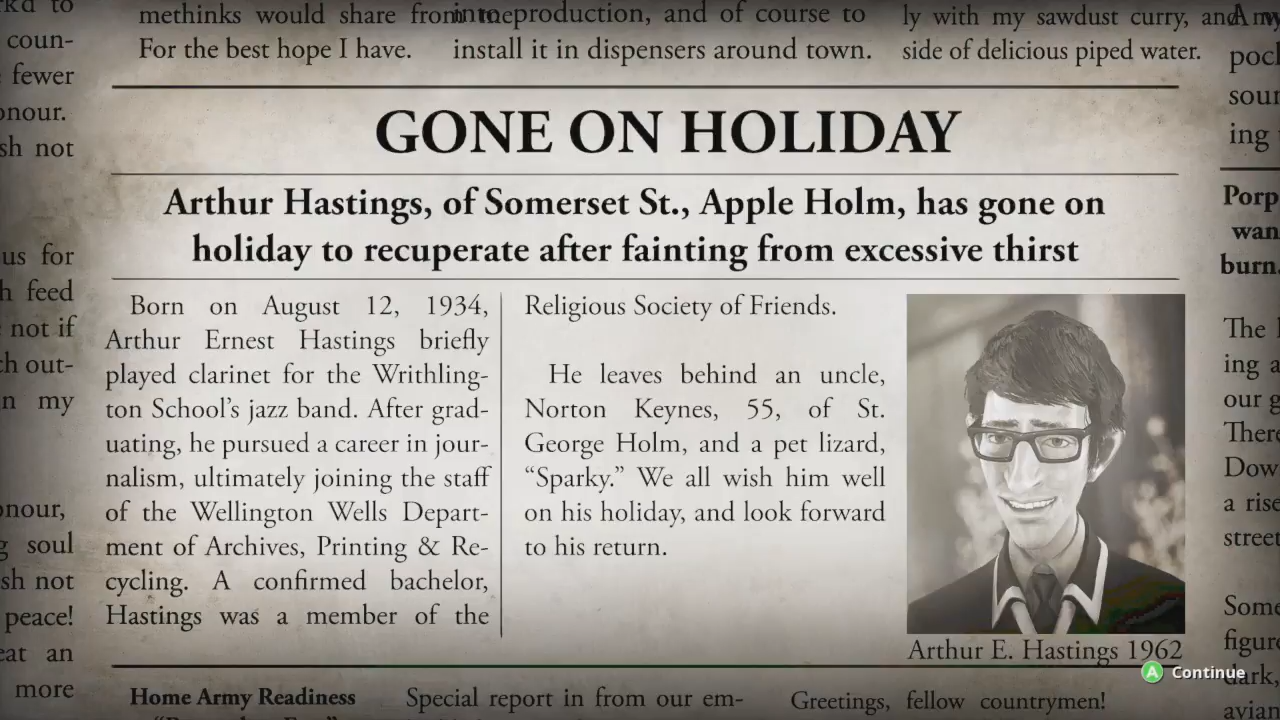 rk'd to
coun-
fewer
onour.
sh not
us for
h feed
not if
ch out-
n my
onour,
g soul
sh not
peace!
eat an
more
methinks would share from me
For the best hope I have.
into production, and of course to
install it in dispensers around town.
ly with my sawdust curry, and my
side of delicious piped water.
GONE ON HOLIDAY
Arthur Hastings, of Somerset St., Apple Holm, has gone on
holiday to recuperate after fainting from excessive thirst
Born on August 12, 1934,
Arthur Ernest Hastings briefly
played clarinet for the Writhling-
ton School's jazz band. After grad-
uating, he pursued a career in jour-
nalism, ultimately joining the staff
of the Wellington Wells Depart-
ment of Archives, Printing & Re-
cycling. A confirmed bachelor,
Hastings was a member of the
Religious Society of Friends.
He leaves behind an uncle,
Norton Keynes, 55, of St.
George Holm, and a pet lizard,
"Sparky." We all wish him well
on his holiday, and look forward
to his return.
Arthur E. Hastings 1962
A Continue
Home Army Readiness
Special report in from our em-
Greetings, fellow countrymen!
pocl
sour
ing
Porp
wan
burn.
The
ing a
our g
There
Dow
a rise
street
Some
figure
dark,
avian